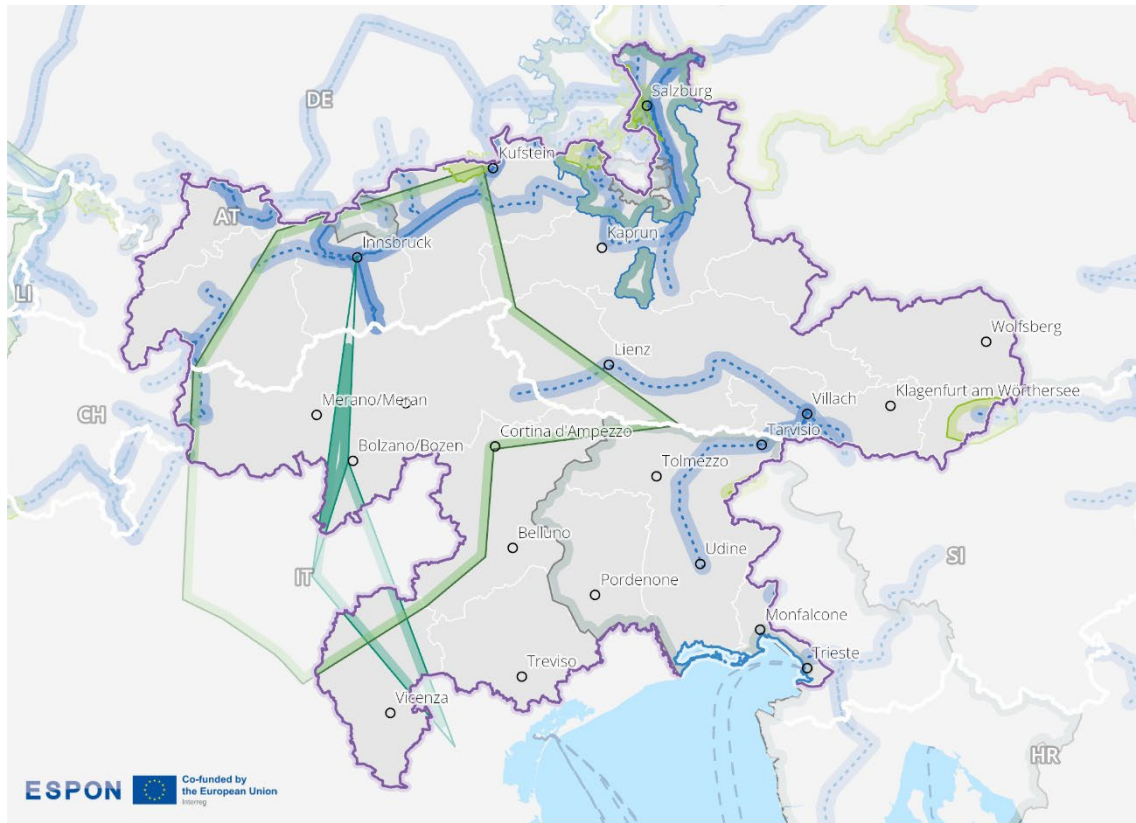 DE
Salzburg
Kufstein
AT
Innsbruck
Kaprun
LI
Wolfsberg
Lienz
CH
Merano/Meran
Villach
Klagenfurt am Wörthersee
Cortina d'Ampezzo
Tarvisio
Bolzano/Bozen
Tolmezzo
Belluno
Udine
SI
IT
Pordenone
Monfalcone
Trieste
Treviso
Vicenza
HR
ESPON
Co-funded by
the European Union
Interreg